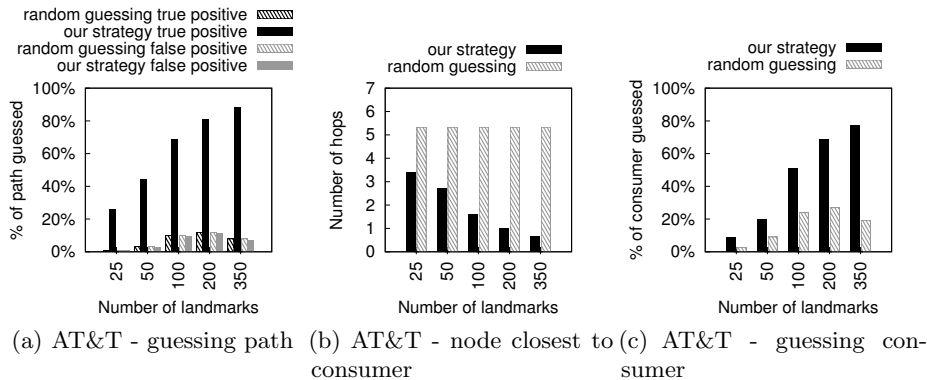 random guessing true positive
our strategy true positive
random guessing false positive
our strategy false positive
% of path guessed
100%
80%
60%
40%
20%
0%
25
50
100
200
350
Number of landmarks
(a) AT&T - guessing path
our strategy
random guessing
Number of hops
7
6
5
4
3
2
1
0
25
50
100
200
350
Number of landmarks
(b) AT&T - node closest to
consumer
our strategy
random guessing
% of consumer guessed
100%
80%
60%
40%
20%
0%
25
50
100
200
350
Number of landmarks
(c) AT&T - guessing con-
sumer